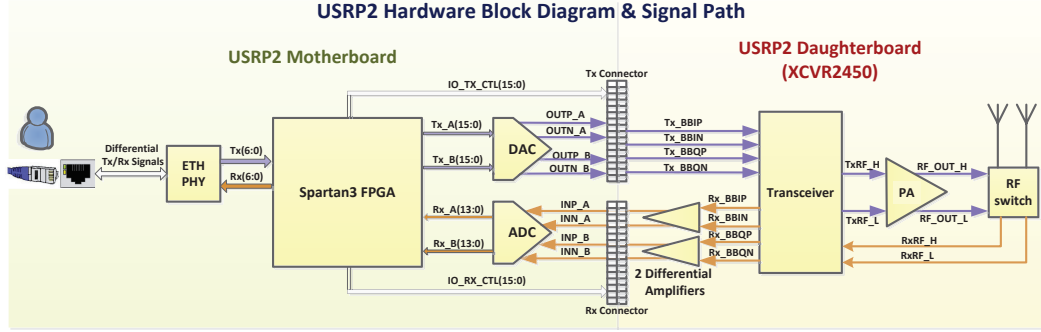 USRP2 Hardware Block Diagram & Signal Path
USRP2 Motherboard
USRP2 Daughterboard
(XCVR2450)
IO_TX_CTL(15:0)
Tx Connector
Differential
Tx/Rx Signals
ETH
PHY
Tx(6:0)
Rx(6:0)
Spartan3 FPGA
Tx_A(15:0)
Tx_B(15:0)
DAC
OUTP_A
OUTN_A
OUTP_B
OUTN_B
Tx_BBIP
Tx_BBIN
Tx_BBQP
Tx_BBQN
Transceiver
TxRF_H
TxRF_L
PA
RF_OUT_H
RF_OUT_L
RF
switch
Rx_A(13:0)
Rx_B(13:0)
ADC
INP_A
INN_A
INP_B
INN_B
Rx_BBIP
Rx_BBIN
Rx_BBQP
Rx_BBQN
RxRF_H
RxRF_L
2 Differential
Amplifiers
IO_RX_CTL(15:0)
Rx Connector